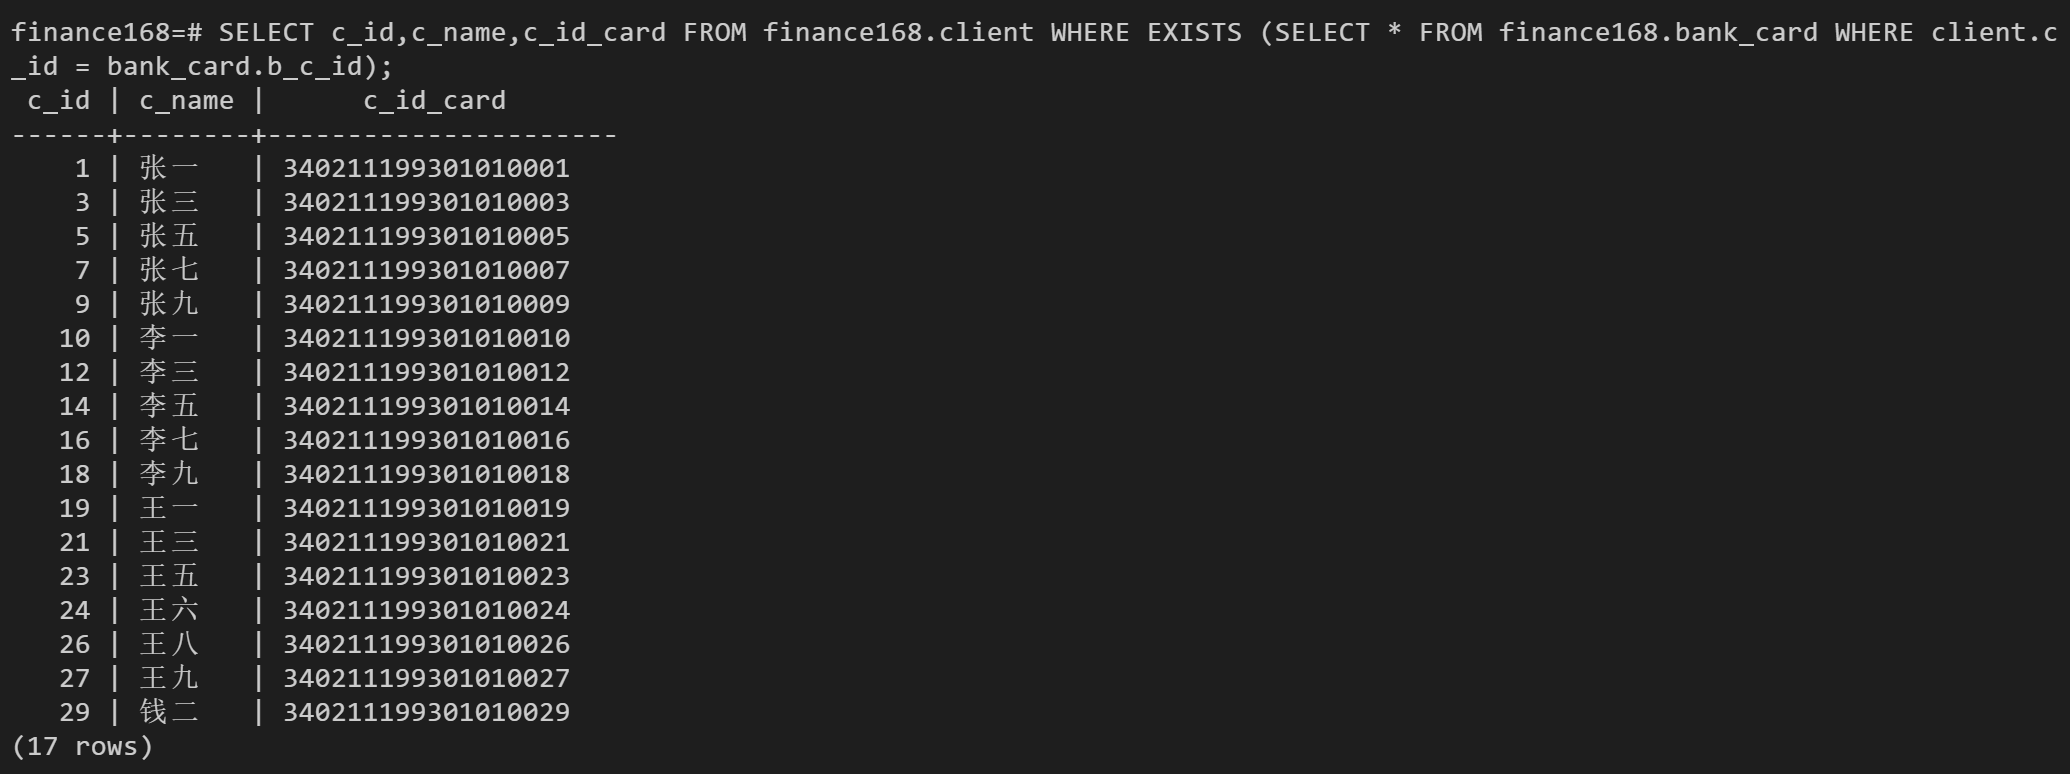 finance168=# SELECT c_id,c_name,c_id_card FROM finance168.client WHERE EXISTS (SELECT * FROM finance168.bank_card WHERE client.c
_id = bank_card.b_c_id);
 c_id | c_name |      c_id_card
------+--------+----------------------
    1 | 张一   | 340211199301010001
    3 | 张三   | 340211199301010003
    5 | 张五   | 340211199301010005
    7 | 张七   | 340211199301010007
    9 | 张九   | 340211199301010009
   10 | 李一   | 340211199301010010
   12 | 李三   | 340211199301010012
   14 | 李五   | 340211199301010014
   16 | 李七   | 340211199301010016
   18 | 李九   | 340211199301010018
   19 | 王一   | 340211199301010019
   21 | 王三   | 340211199301010021
   23 | 王五   | 340211199301010023
   24 | 王六   | 340211199301010024
   26 | 王八   | 340211199301010026
   27 | 王九   | 340211199301010027
   29 | 钱二   | 340211199301010029
(17 rows)